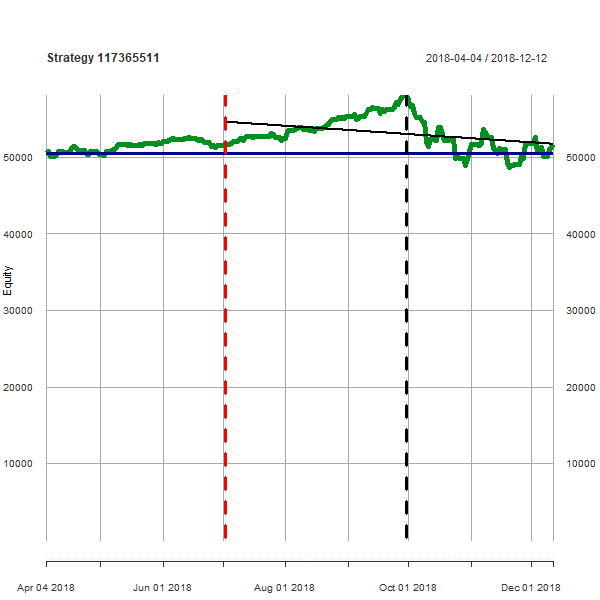 Strategy 117365511
2018-04-04 / 2018-12-12
50000
50000
40000
40000
Equity
30000
30000
20000
20000
10000
10000
Apr 04 2018
Jun 01 2018
Aug 01 2018
Oct 01 2018
Dec 01 2018